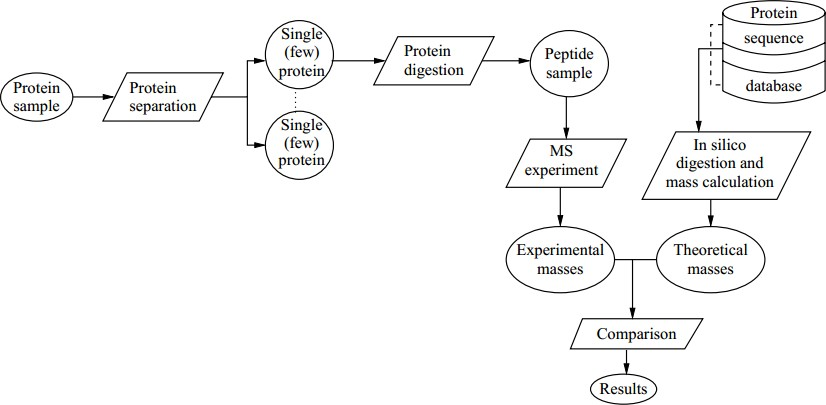 Protein
sample
Protein
separation
Single
(few)
protein
Single
(few)
protein
Protein
digestion
Peptide
sample
Protein
sequence
database
MS
experiment
In silico
digestion and
mass calculation
Experimental
masses
Theoretical
masses
Comparison
Results